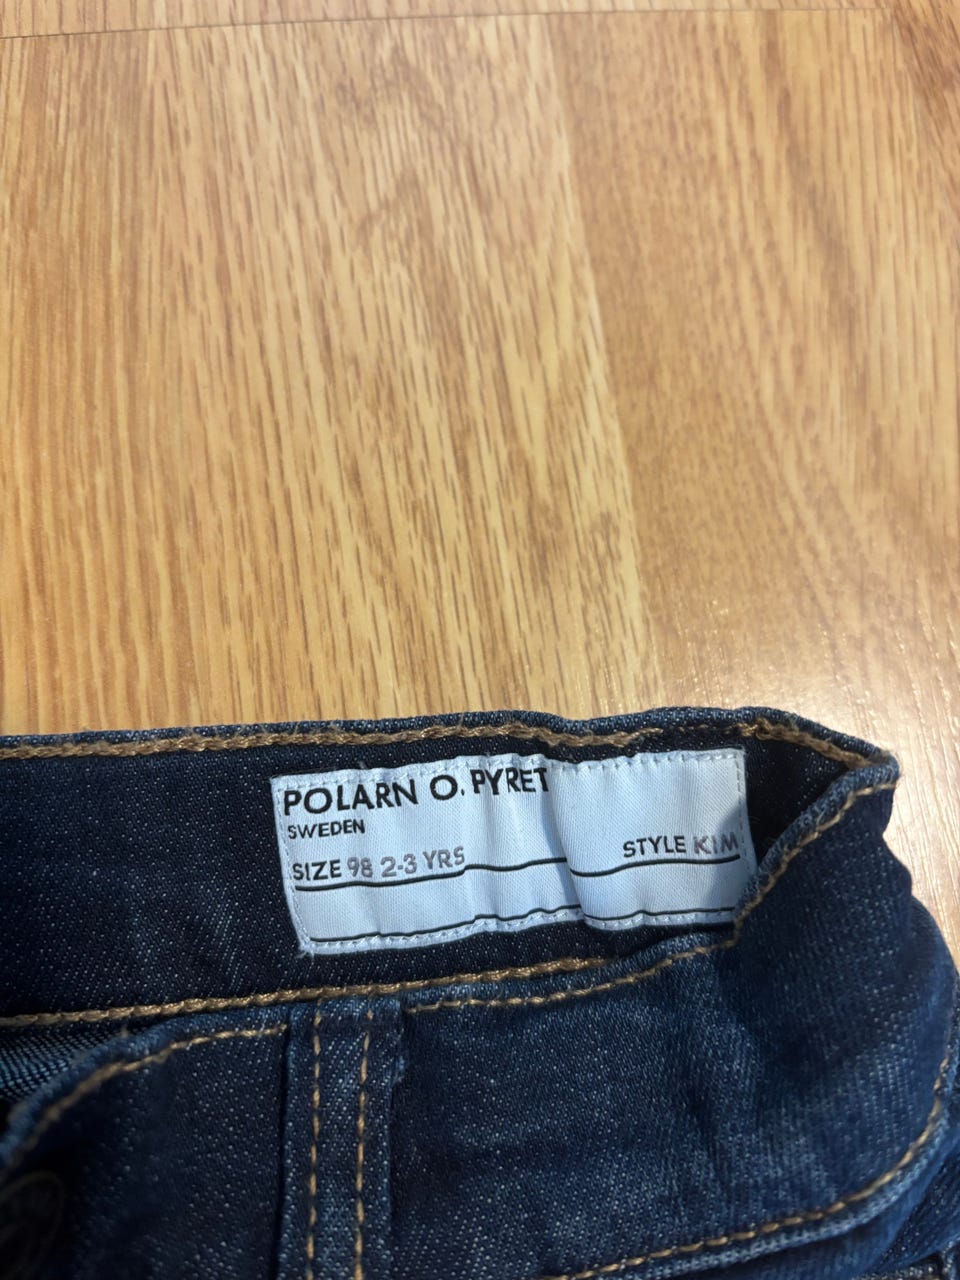 POLARN O. PYRET
SWEDEN
SIZE 98 2-3 YRS STYLE KIM